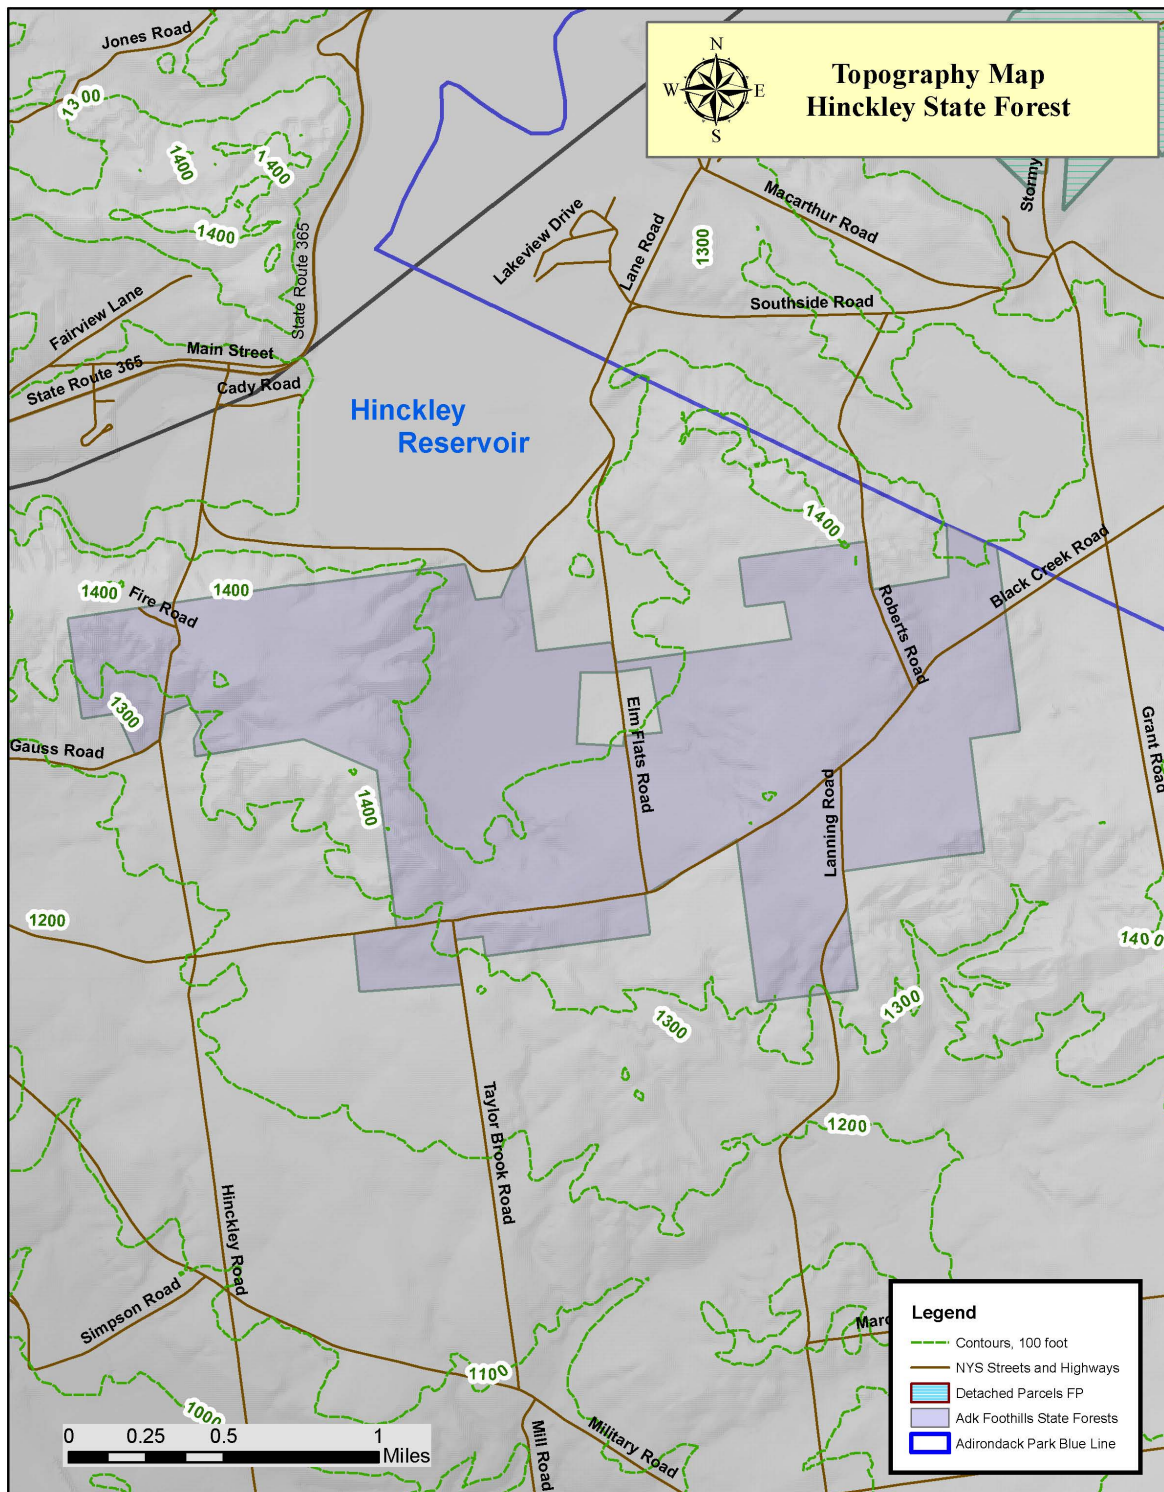 Jones Road
1300
1400
1400
1400
State Route 365
Fairview Lane
Main Street
State Route 365
Cady Road
N
W
E
S
Topography Map
Hinckley State Forest
Stormy
Macarthur Road
Lakeview Drive
Lane Road
1300
Southside Road
Hinckley
Reservoir
1400
Black Creek Road
1400
1400
Fire Road
Roberts Road
1300
Gauss Road
Elm Flats Road
Grant Road
1400
Lanning Road
1200
1400
1300
1300
Taylor Brook Road
1200
Hinckley Road
Simpson Road
1100
1000
Military Road
Mill Road
0
0.25
0.5
1
Miles
Legend
Contours, 100 foot
NYS Streets and Highways
Detached Parcels FP
Adk Foothills State Forests
Adirondack Park Blue Line